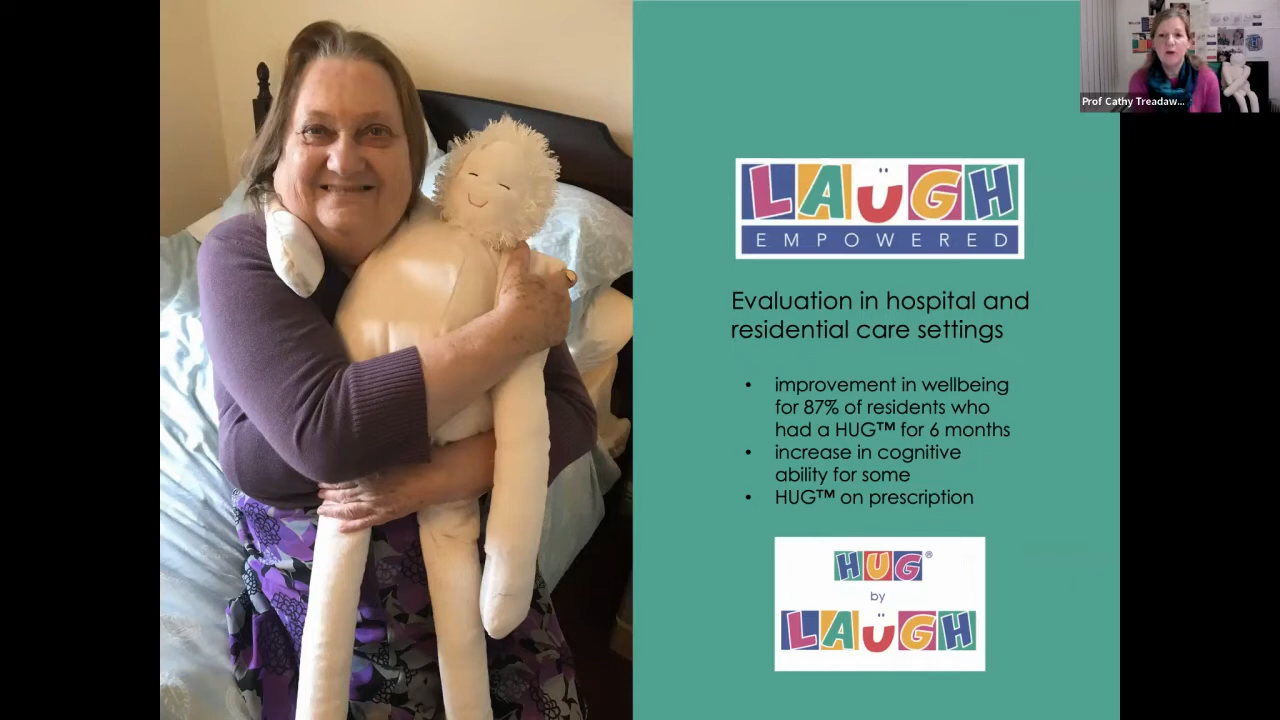 Prof Cathy Treadaw...
LAUGH
EMPOWERED
Evaluation in hospital and
residential care settings
• improvement in wellbeing
for 87% of residents who
had a HUG™ for 6 months
• increase in cognitive
ability for some
• HUG™ on prescription
HUG®
by
LAUGH